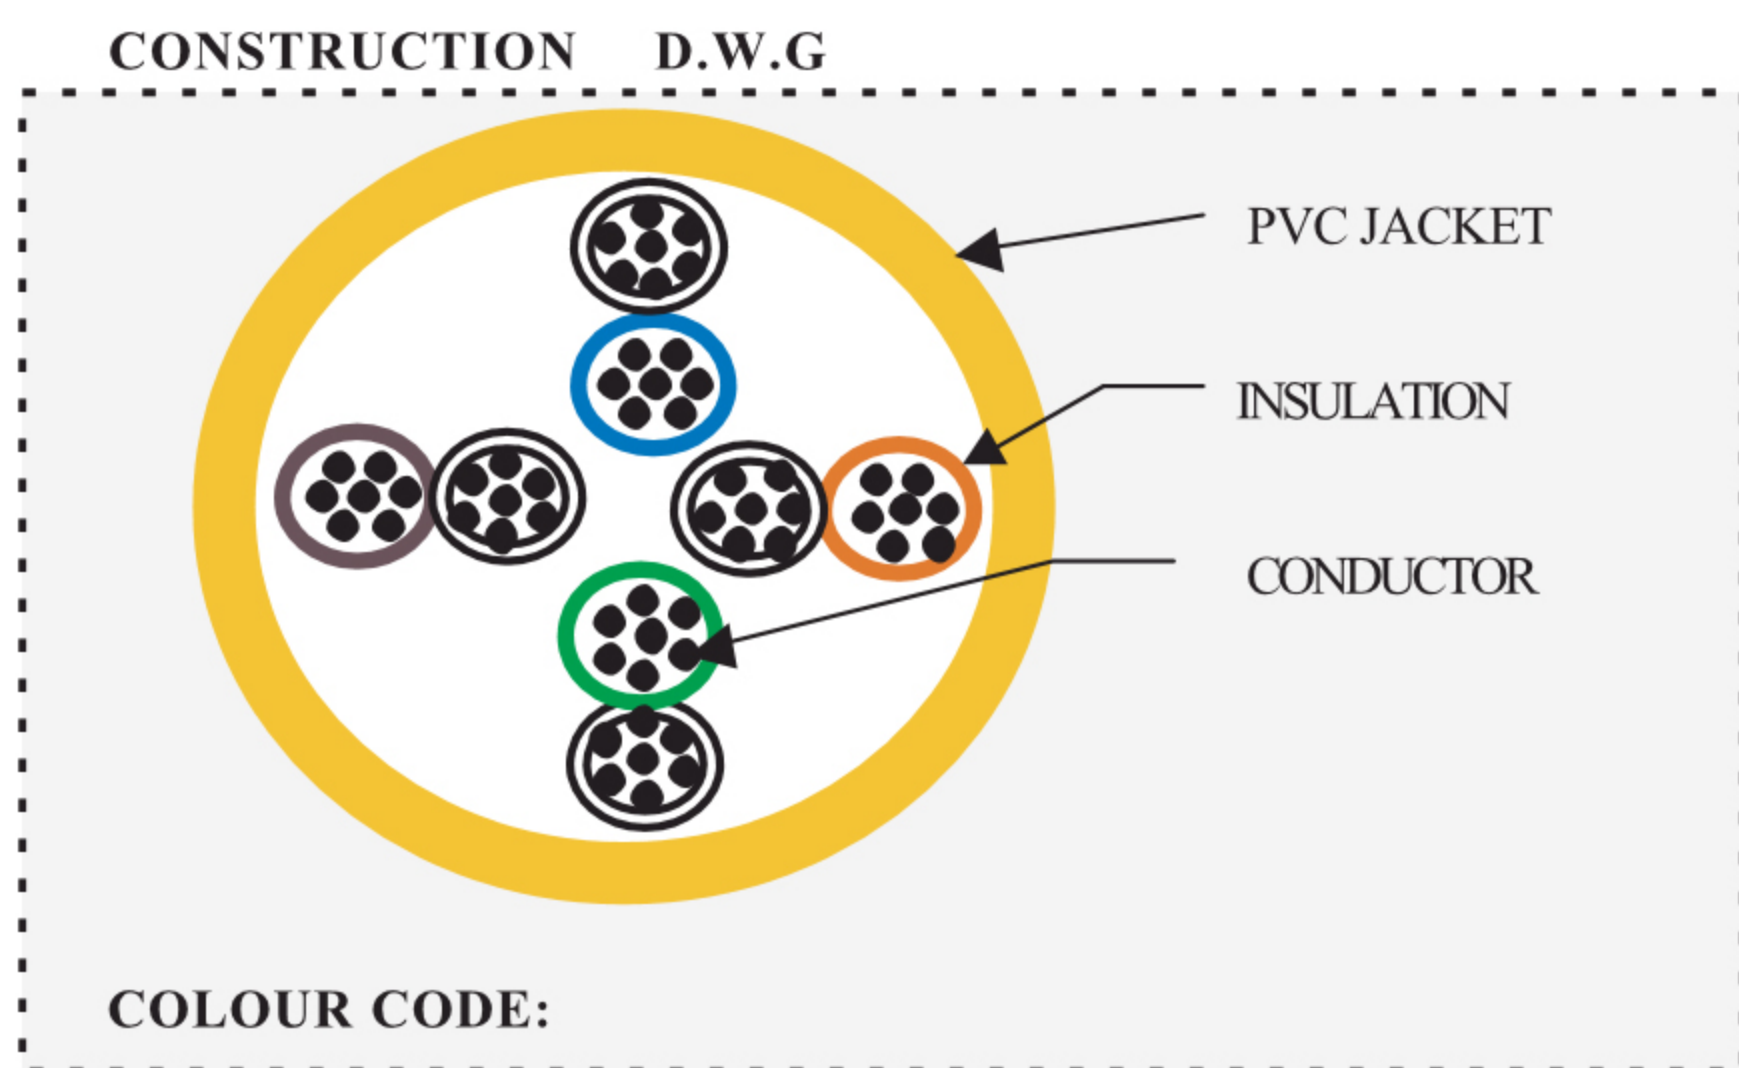 CONSTRUCTION D.W.G
PVC JACKET
INSULATION
CONDUCTOR
COLOUR CODE: